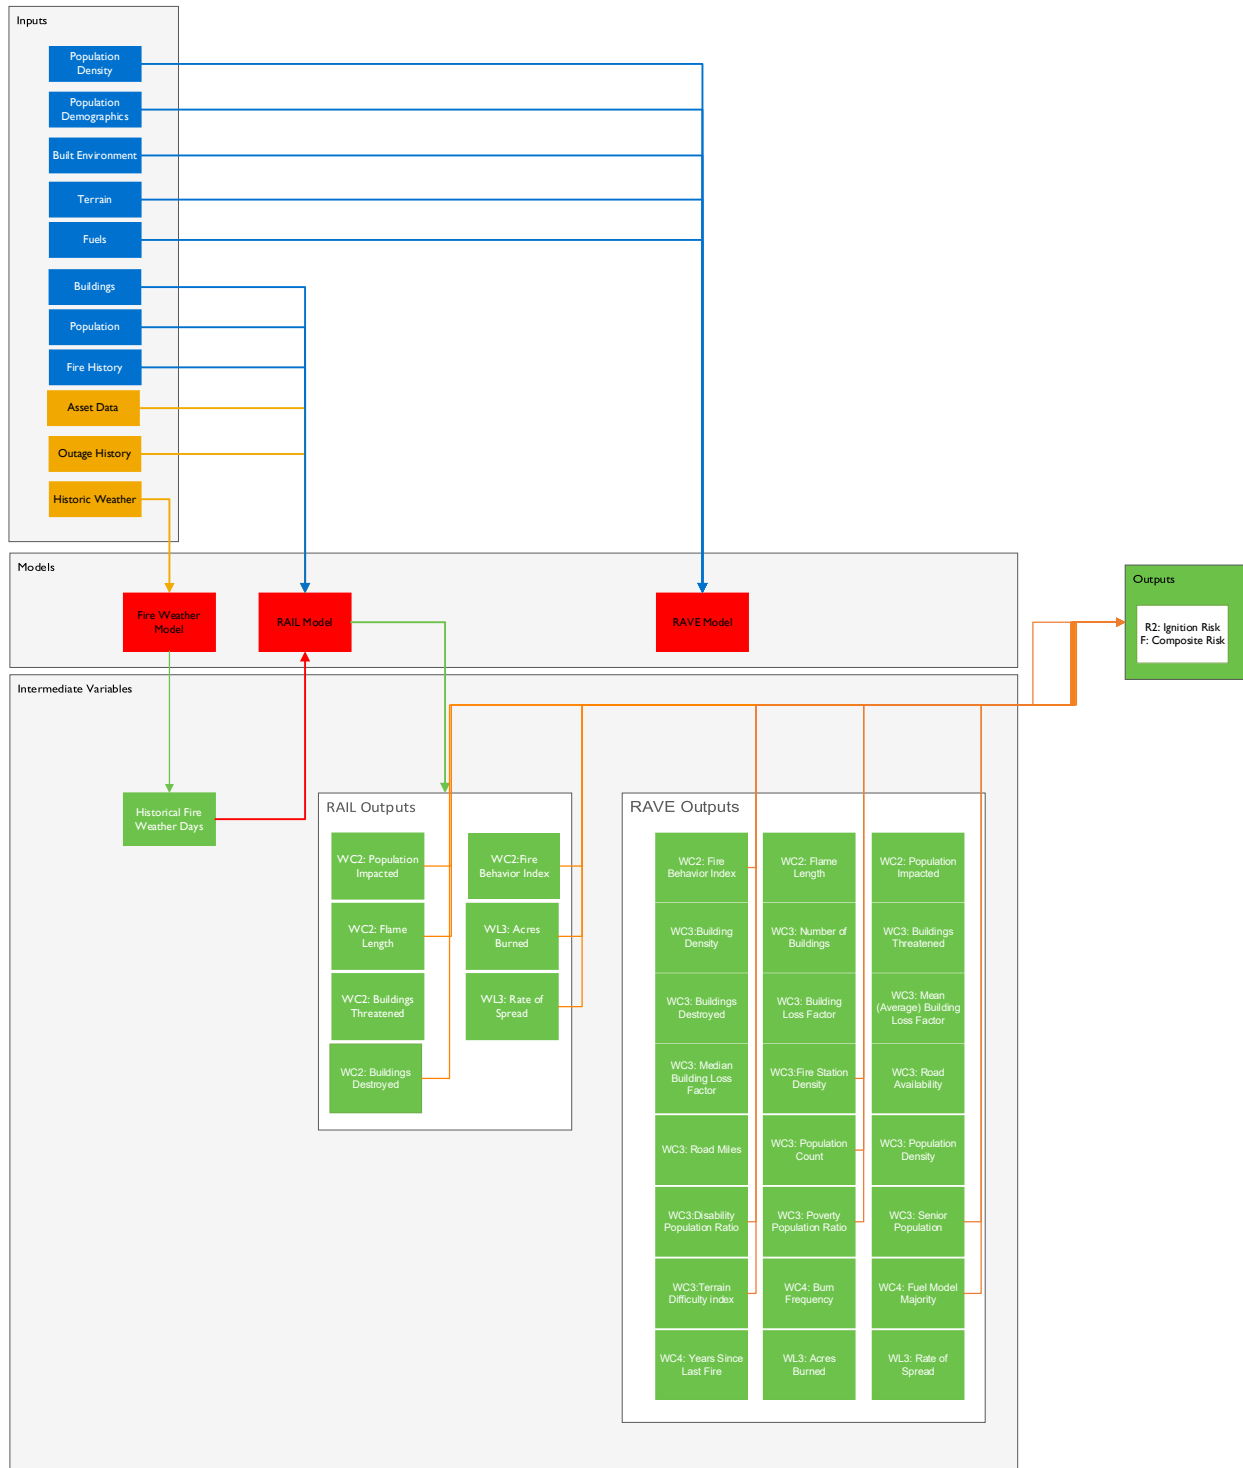 Inputs
Population
Density
Population
Demographics
Built Environment
Terrain
Fuels
Buildings
Population
Fire History
Asset Data
Outage History
Historic Weather
Models
Fire Weather
Model
RAIL Model
RAVE Model
Outputs
R2: Ignition Risk
F: Composite Risk
Intermediate Variables
Historical Fire
Weather Days
RAIL Outputs
WC2: Population
Impacted
WC2:Fire
Behavior Index
WC2: Flame
Length
WL3: Acres
Burned
WC2: Buildings
Threatened
WL3: Rate of
Spread
WC2: Buildings
Destroyed
RAVE Outputs
WC2: Fire
Behavior Index
WC2: Flame
Length
WC2: Population
Impacted
WC3:Building
Density
WC3: Number of
Buildings
WC3: Buildings
Threatened
WC3: Buildings
Destroyed
WC3: Building
Loss Factor
WC3: Mean
(Average) Building
Loss Factor
WC3: Median
Building Loss
Factor
WC3:Fire Station
Density
WC3: Road
Availability
WC3: Road Miles
WC3: Population
Count
WC3: Population
Density
WC3:Disability
Population Ratio
WC3: Poverty
Population Ratio
WC3: Senior
Population
WC3:Terrain
Difficulty index
WC4: Burn
Frequency
WC4: Fuel Model
Majority
WC4: Years Since
Last Fire
WL3: Acres
Burned
WL3: Rate of
Spread